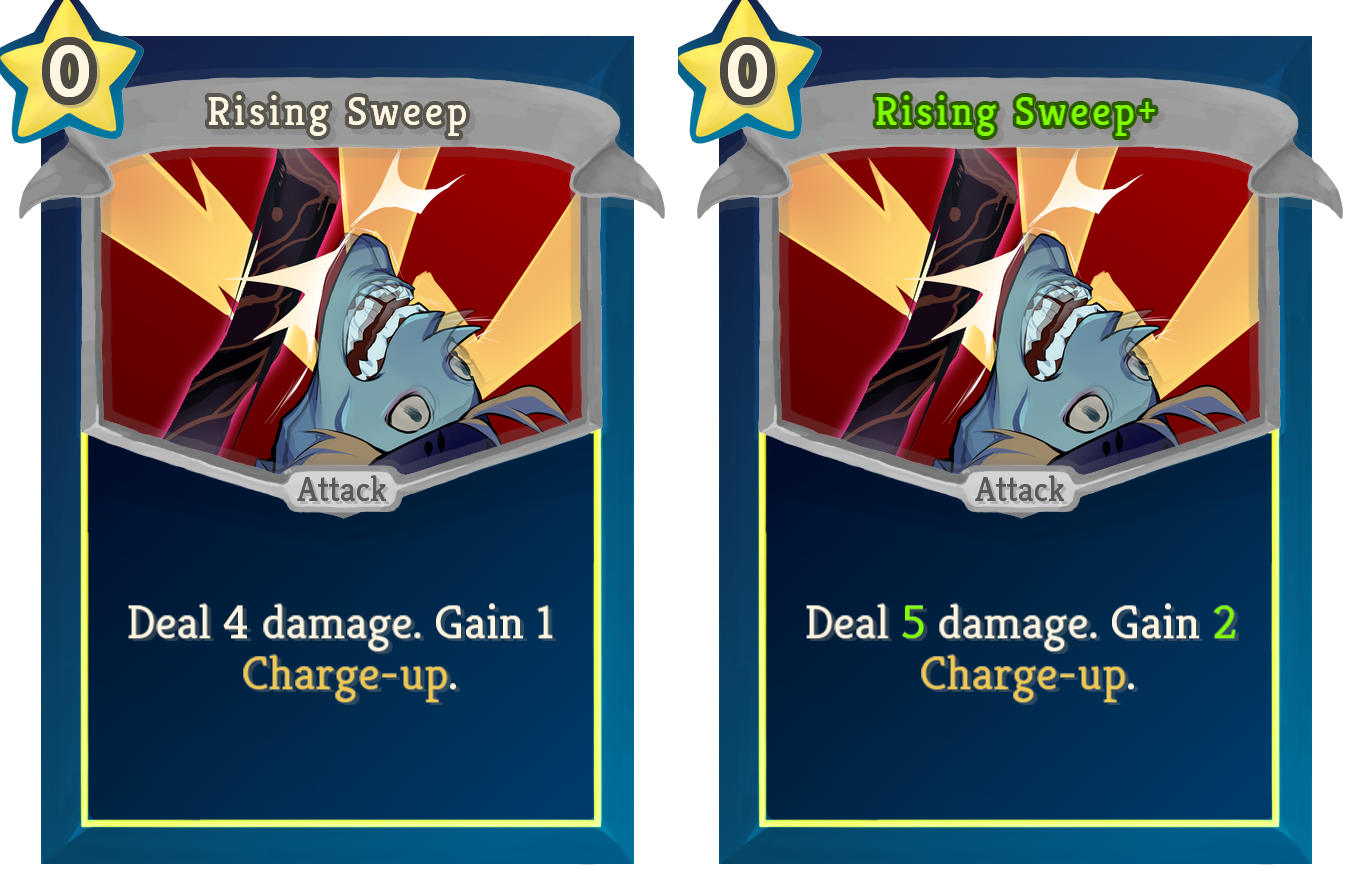 0
Rising Sweep
Attack
Deal 4 damage. Gain 1
Charge-up.
0
Rising Sweep+
Attack
Deal 5 damage. Gain 2
Charge-up.